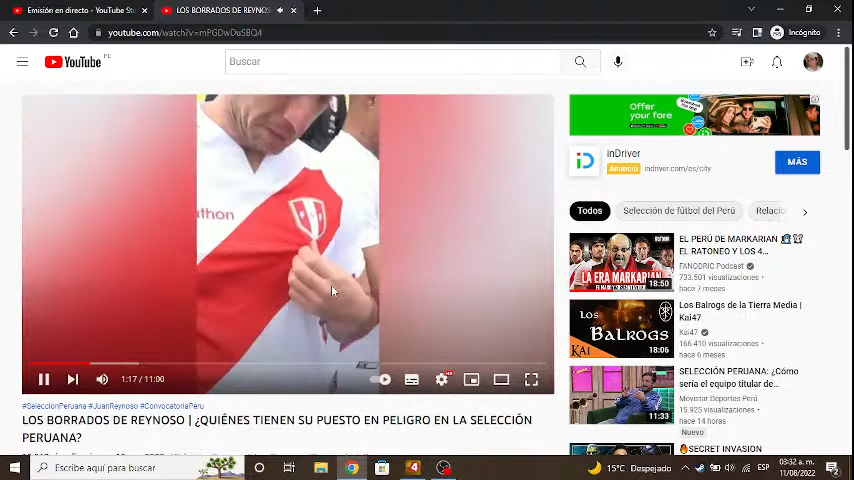 Emisión en directo - YouTube Stu
LOS BORRADOS DE REYNOS
youtube.com/watch?v=mPGDwDuSBQ4
Incógnito
YouTube PE
Buscar
Offer
your fare
inDriver
Anuncio indriver.com/es/city
MÁS
Todos
Selección de fútbol del Perú
Relacio
thon
1:17 / 11:00
HD
#SeleccionPeruana #JuanReynoso #ConvocatoriaPeru
LOS BORRADOS DE REYNOSO | ¿QUIÉNES TIENEN SU PUESTO EN PELIGRO EN LA SELECCIÓN
PERUANA?
LA ERA MARKARIÁN
18:50
EL PERÚ DE MARKARIAN
EL RATONEO Y LOS 4...
FANDRIC Podcast
733.501 visualizaciones •
hace 7 meses
LOS
BALROGS
KAI
18:06
Los Balrogs de la Tierra Media |
Kai47
Kai47
166.410 visualizaciones •
hace 6 meses
11:33
SELECCIÓN PERUANA: ¿Cómo
sería el equipo titular de...
Movistar Deportes Perú
15.925 visualizaciones •
hace 14 horas
Nuevo
SECRET INVASION
Escribe aquí para buscar
15°C Despejado
ESP
03:32 a. m.
11/08/2022
2